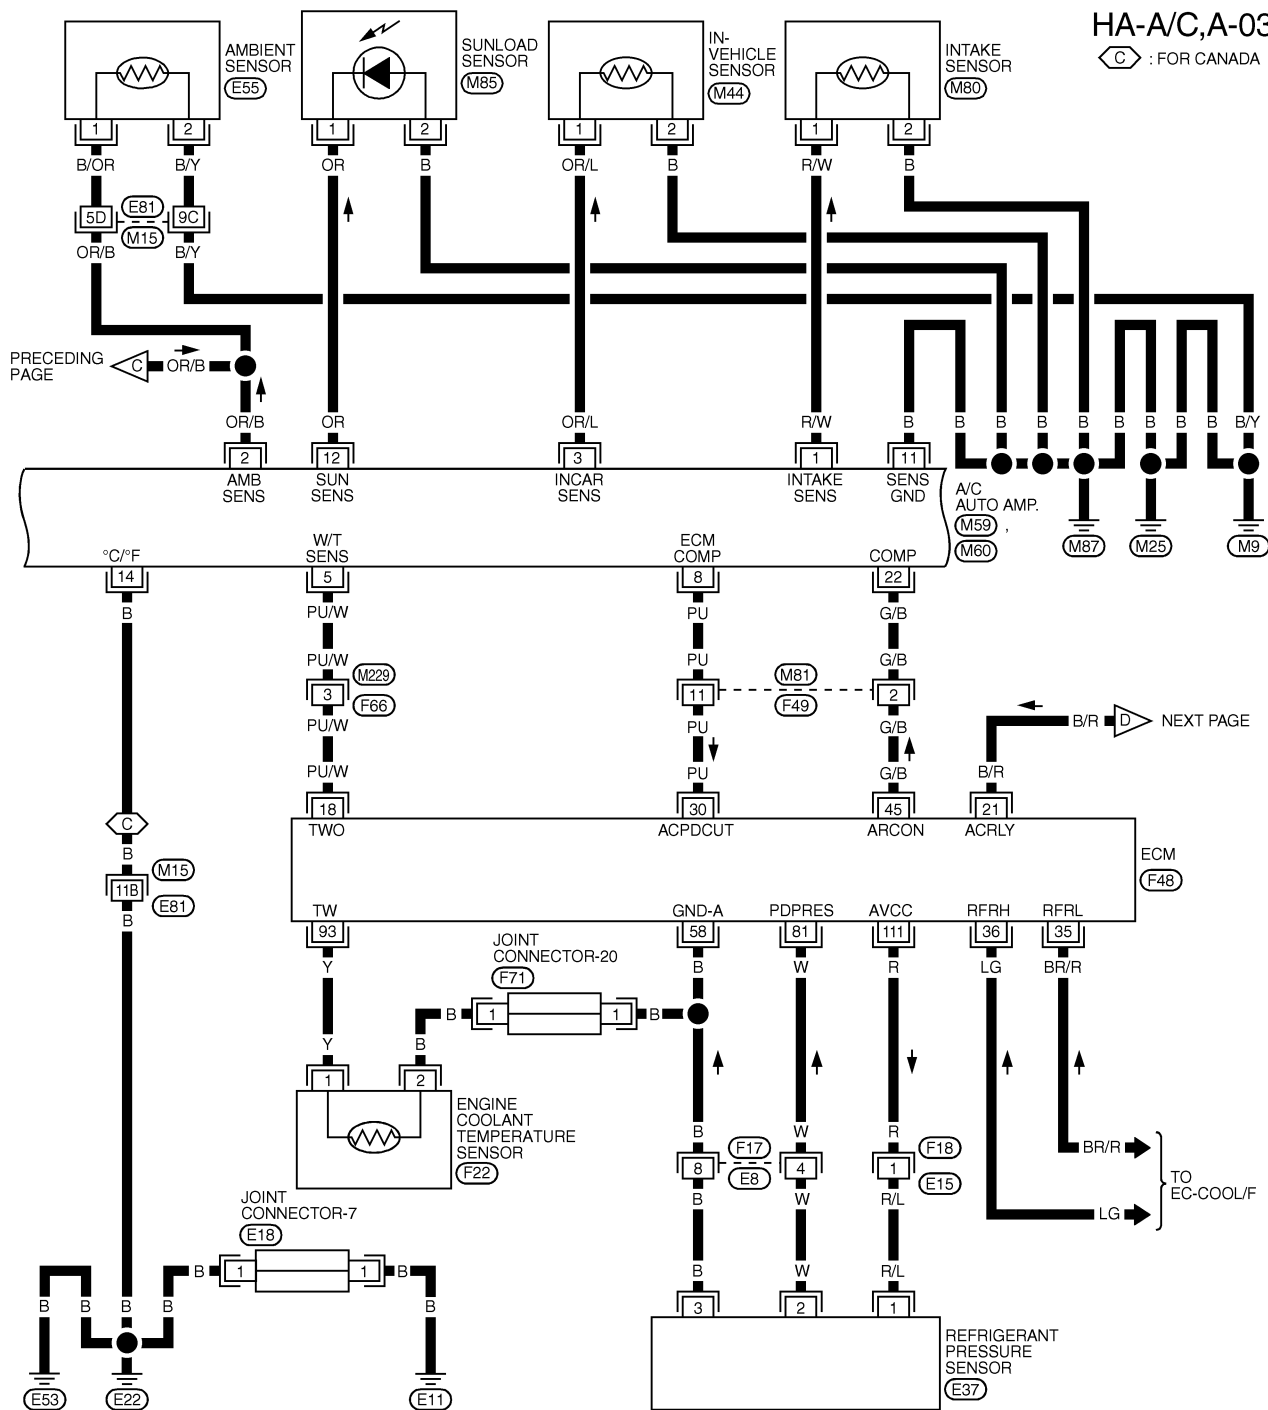 HA-A/C,A-03
C : FOR CANADA
AMBIENT
SENSOR
E55
SUNLOAD
SENSOR
M85
IN-
VEHICLE
SENSOR
M44
INTAKE
SENSOR
M80
1 2 1 2 1 2 1 2
B/OR B/Y OR B OR/L B R/W B
5D E81 9C
M15
OR/B B/Y
PRECEDING
PAGE
C OR/B
OR/B OR OR/L R/W B B B B B B B B B B/Y
2 12 3 1 11
AMB
SENS
SUN
SENS
INCAR
SENS
INTAKE
SENS
SENS
GND
A/C
AUTO AMP.
M59 ,
M60
M87 M25 M9
°C/°F
W/T
SENS
ECM
COMP
COMP
14 5 8 22
B PU/W PU G/B
PU/W PU G/B
M229
3
F66
11 M81 2
F49
PU/W PU G/B
B/R D NEXT PAGE
PU/W PU G/B B/R
18 30 45 21
TWO ACPDCUT ARCON ACRLY
C
B
11B
M15
E81
B
ECM
F48
TW GND-A PDPRES AVCC RFRH RFRL
93 58 81 111 36 35
Y B W R LG BR/R
JOINT
CONNECTOR-20
F71
B 1 1 B
Y B
1 2
ENGINE
COOLANT
TEMPERATURE
SENSOR
F22
B W R
8 F17 4 1 F18
E8 E15
B W R/L
BR/R
LG
TO
EC-COOL/F
JOINT
CONNECTOR-7
E18
B 1 1 B
B W R/L
3 2 1
B B B B B
REFRIGERANT
PRESSURE
SENSOR
E37
E53 E22 E11